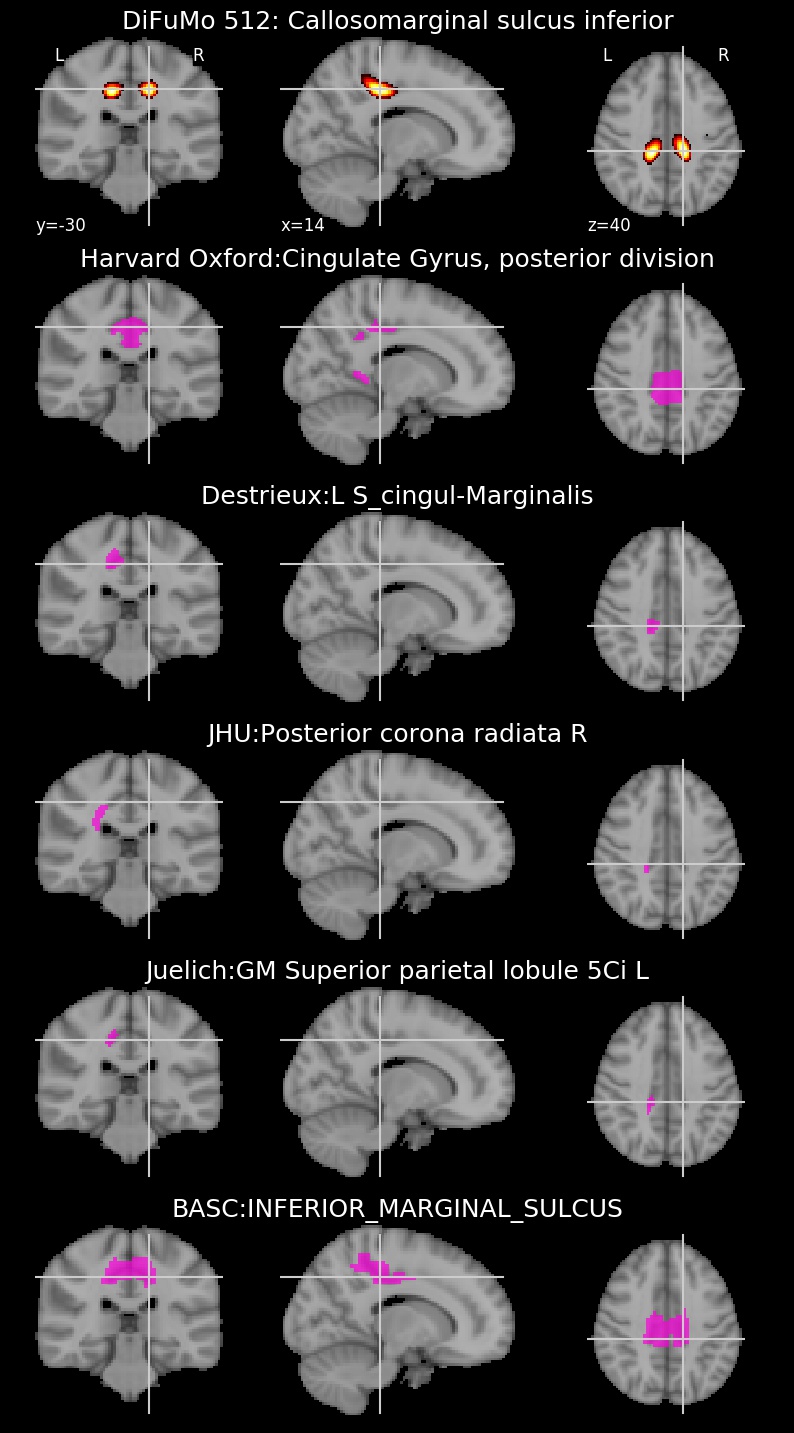 DiFuMo 512: Callosomarginal sulcus inferior
L R L R
y=-30 x=14 z=40
Harvard Oxford:Cingulate Gyrus, posterior division
Destrieux:L S_cingul-Marginalis
JHU:Posterior corona radiata R
Juelich:GM Superior parietal lobule 5Ci L
BASC:INFERIOR_MARGINAL_SULCUS